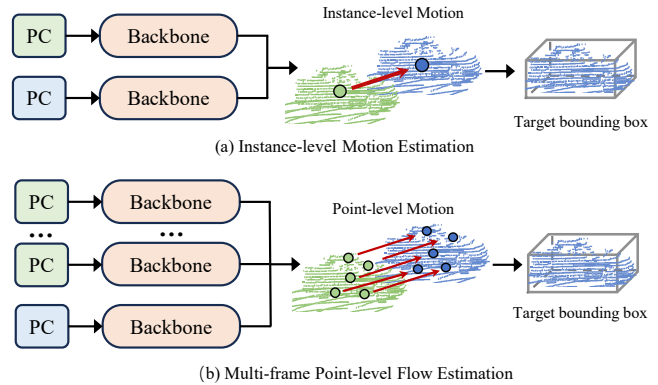 PC
Backbone
Instance-level Motion
PC
Backbone
Target bounding box
(a) Instance-level Motion Estimation
PC
Backbone
Point-level Motion
...
...
PC
Backbone
PC
Backbone
Target bounding box
(b) Multi-frame Point-level Flow Estimation